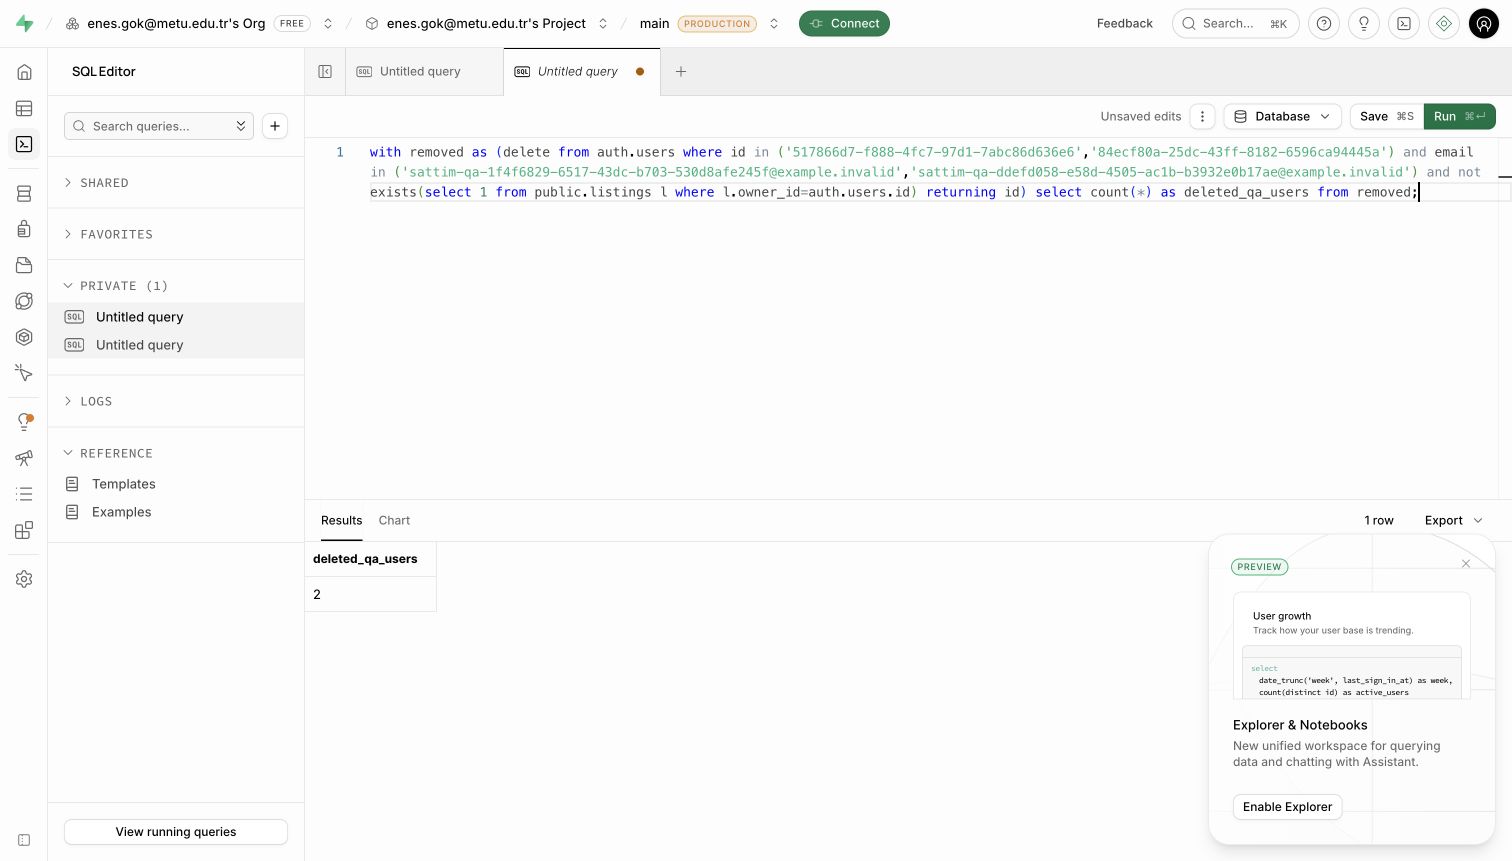 enes.gok@metu.edu.tr's Org FREE / enes.gok@metu.edu.tr's Project / main PRODUCTION Connect Feedback Search... ⌘K
SQL Editor
SQL Untitled query SQL Untitled query
Search queries...
Unsaved edits Database Save ⌘S Run ⌘↵
SHARED
FAVORITES
PRIVATE (1)
SQL Untitled query
SQL Untitled query
LOGS
REFERENCE
Templates
Examples
View running queries
1 with removed as (delete from auth.users where id in ('517866d7-f888-4fc7-97d1-7abc86d636e6','84ecf80a-25dc-43ff-8182-6596ca94445a') and email
in ('sattim-qa-1f4f6829-6517-43dc-b703-530d8afe245f@example.invalid','sattim-qa-ddefd058-e58d-4505-ac1b-b3932e0b17ae@example.invalid') and not
exists(select 1 from public.listings l where l.owner_id=auth.users.id) returning id) select count(*) as deleted_qa_users from removed;
Results Chart 1 row Export
deleted_qa_users
2
PREVIEW
User growth
Track how your user base is trending.
select
date_trunc('week', last_sign_in_at) as week,
count(distinct id) as active_users
Explorer & Notebooks
New unified workspace for querying
data and chatting with Assistant.
Enable Explorer